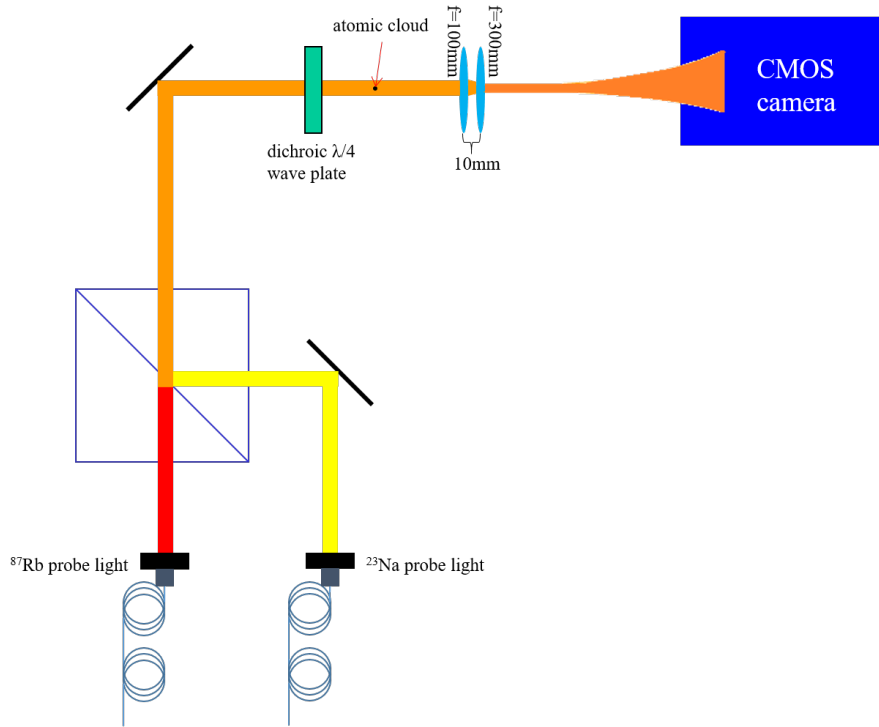 atomic cloud
f=100mm
f=300mm
CMOS
camera
dichroic λ/4
wave plate
10mm
⁸⁷Rb probe light
²³Na probe light